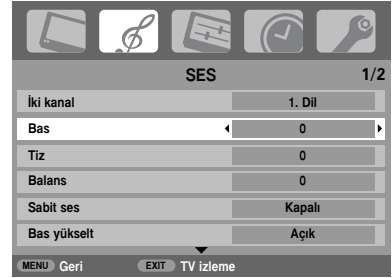 SES 1/2
İki kanal 1. Dil
Bas 0
Tiz 0
Balans 0
Sabit ses Kapalı
Bas yükselt Açık
MENU Geri EXIT TV izleme